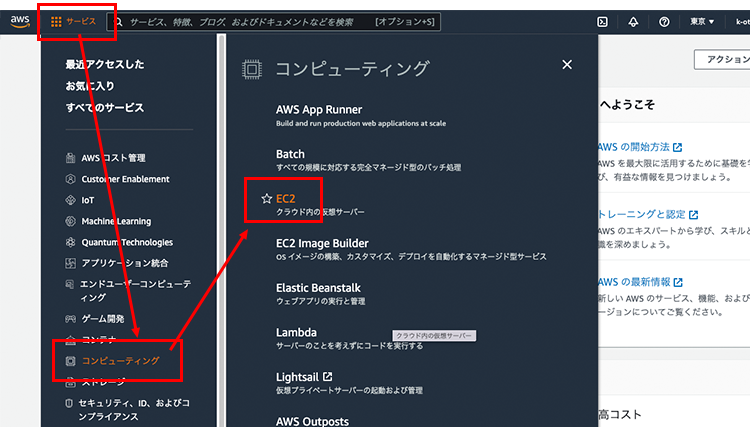 aws
サービス
サービス、特徴、ブログ、およびドキュメントなどを検索
[オプション+S]
東京 ▼
k-ot
最近アクセスした
お気に入り
すべてのサービス
AWS コスト管理
Customer Enablement
IoT
Machine Learning
Quantum Technologies
アプリケーション統合
エンドユーザーコンピューテ
ィング
ゲーム開発
コンテナ
コンピューティング
ストレージ
セキュリティ、ID、およびコ
ンプライアンス
コンピューティング
AWS App Runner
Build and run production web applications at scale
Batch
すべての規模に対応する完全マネージド型のバッチ処理
EC2
クラウド内の仮想サーバー
EC2 Image Builder
OS イメージの構築、カスタマイズ、デプロイを自動化するマネージド型サービス
Elastic Beanstalk
ウェブアプリの実行と管理
Lambda
クラウド内の仮想サーバー
サーバーのことを考えずにコードを実行する
Lightsail
仮想プライベートサーバーの起動および管理
AWS Outposts
アクション
へようこそ
AWS の開始方法
AWS を最大限に活用するために基礎を学
び、有益な情報を見つけましょう。
トレーニングと認定
AWS のエキスパートから学び、スキルと
識を深めましょう。
AWS の最新情報
新しい AWS のサービス、機能、および
ージョンについてご覧ください。
高コスト